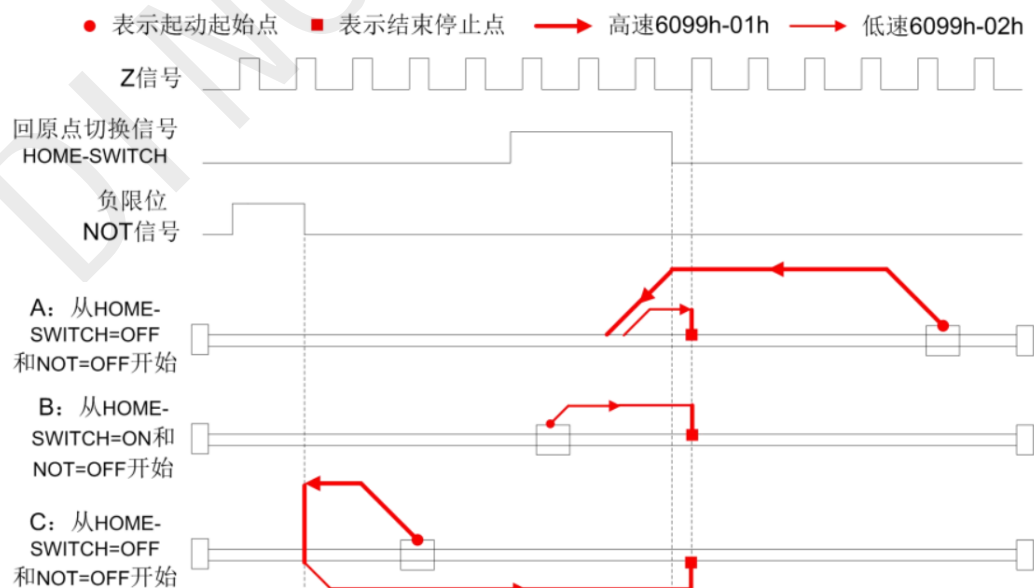 表示起动起始点 表示结束停止点 高速6099h-01h 低速6099h-02h
Z信号
回原点切换信号
HOME-SWITCH
负限位
NOT信号
A：从HOME-
SWITCH=OFF
和NOT=OFF开始
B：从HOME-
SWITCH=ON和
NOT=OFF开始
C：从HOME-
SWITCH=OFF
和NOT=OFF开始